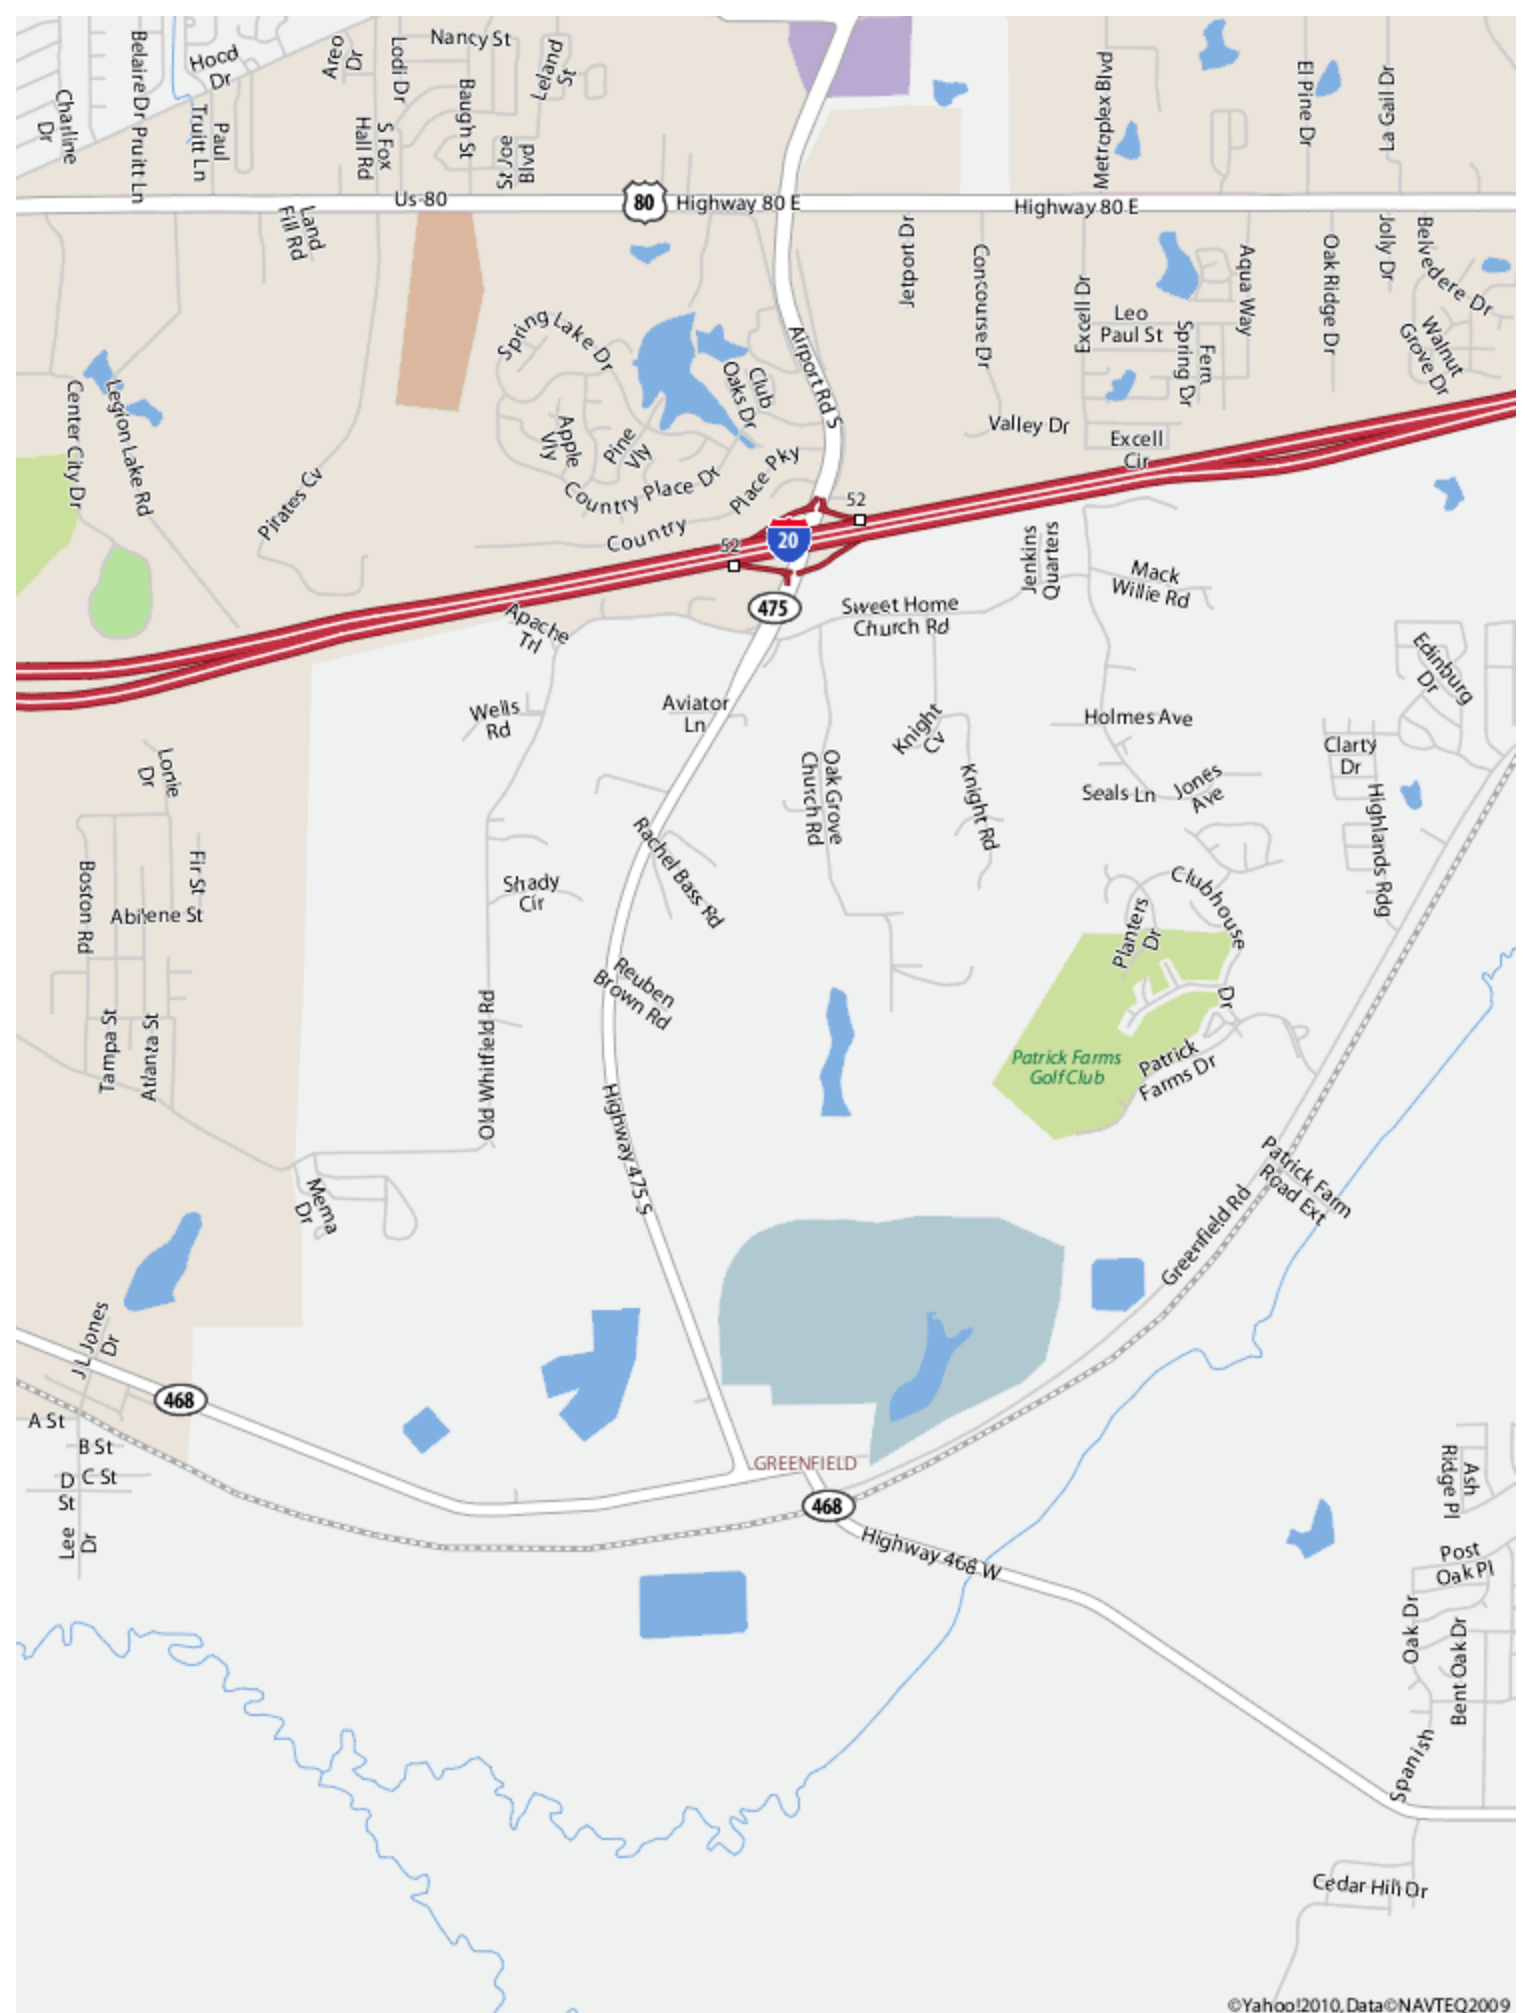 Nancy St
Belaire Dr
Hood
Dr
Areo
Dr
Lodi Dr
Leland
St
Metroplex Blvd
El Pine Dr
La Gail Dr
Charline
Dr
Baugh St
Paul
Truitt Ln
Pruitt Ln
S Fox
Hall Rd
St Joe
Blvd
Us-80
80
Highway 80 E
Highway 80 E
Land
Fill Rd
Jetport Dr
Concourse Dr
Excell Dr
Aqua Way
Oak Ridge Dr
Jolly Dr
Belvedere Dr
Leo
Paul St
Fern
Spring Dr
Walnut
Grove Dr
Spring Lake Dr
Airport Rd S
Club
Oaks Dr
Center City Dr
Legion Lake Rd
Apple
Vly
Pine
Vly
Valley Dr
Excell
Cir
Country Place Dr
Country
Place Pky
Pirates Cv
52
20
52
Jenkins
Quarters
Mack
Willie Rd
475
Sweet Home
Church Rd
Apache
Trl
Edinburg
Dr
Wells
Rd
Aviator
Ln
Knight
Cv
Holmes Ave
Clarty
Dr
Lonie
Dr
Oak Grove
Church Rd
Knight Rd
Seals Ln
Jones
Ave
Highlands Rdg
Rachel Bass Rd
Fir St
Boston Rd
Abilene St
Shady
Cir
Clubhouse
Dr
Planters
Dr
Reuben
Brown Rd
Old Whitfield Rd
Tampa St
Atlanta St
Patrick Farms
Golf Club
Patrick
Farms Dr
Highway 475 S
Patrick Farm
Road Ext
Merna
Dr
Greenfield Rd
J L Jones
Dr
468
A St
B St
C St
D
St
GREENFIELD
468
Lee
Dr
Highway 468 W
Ash
Ridge Pl
Post
Oak Pl
Oak Dr
Bent Oak Dr
Spanish
Cedar Hill Dr
©Yahoo!2010, Data©NAVTEQ2009